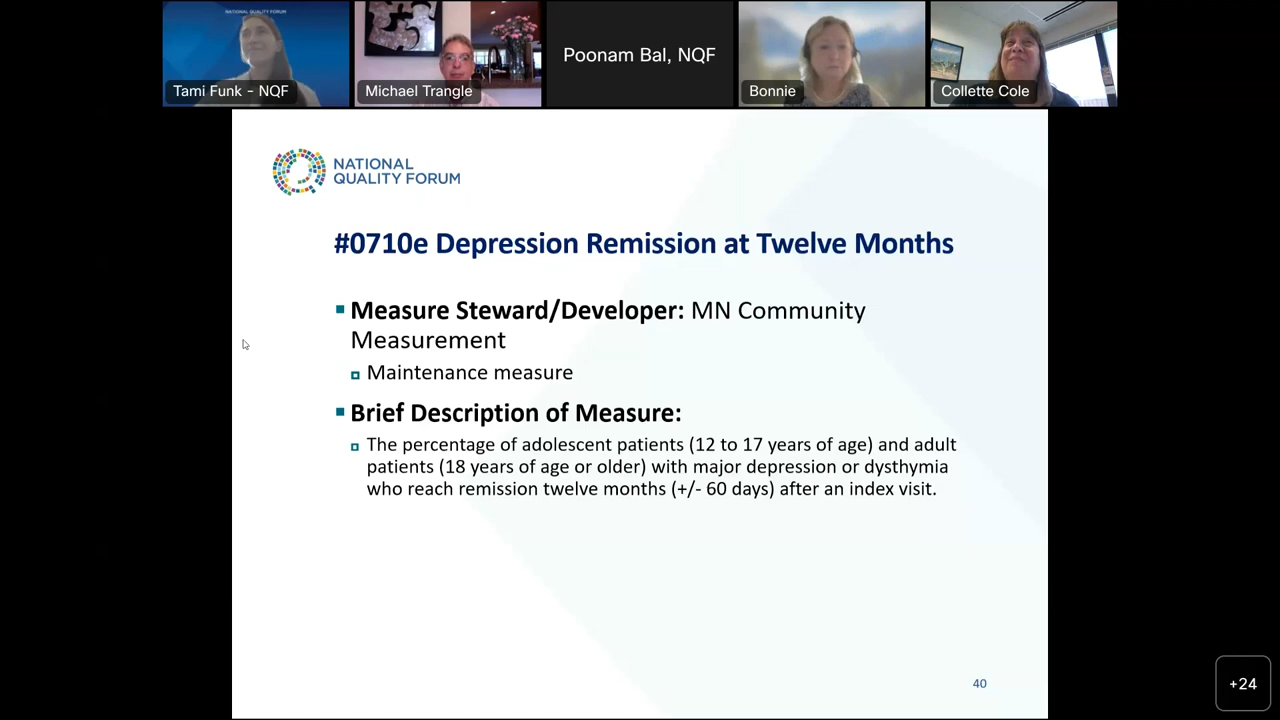 NATIONAL QUALITY FORUM
Tami Funk - NQF
Michael Trangle
Poonam Bal, NQF
Bonnie
Collette Cole
NATIONAL
QUALITY FORUM
#0710e Depression Remission at Twelve Months
Measure Steward/Developer: MN Community
Measurement
Maintenance measure
Brief Description of Measure:
The percentage of adolescent patients (12 to 17 years of age) and adult
patients (18 years of age or older) with major depression or dysthymia
who reach remission twelve months (+/- 60 days) after an index visit.
40
+24